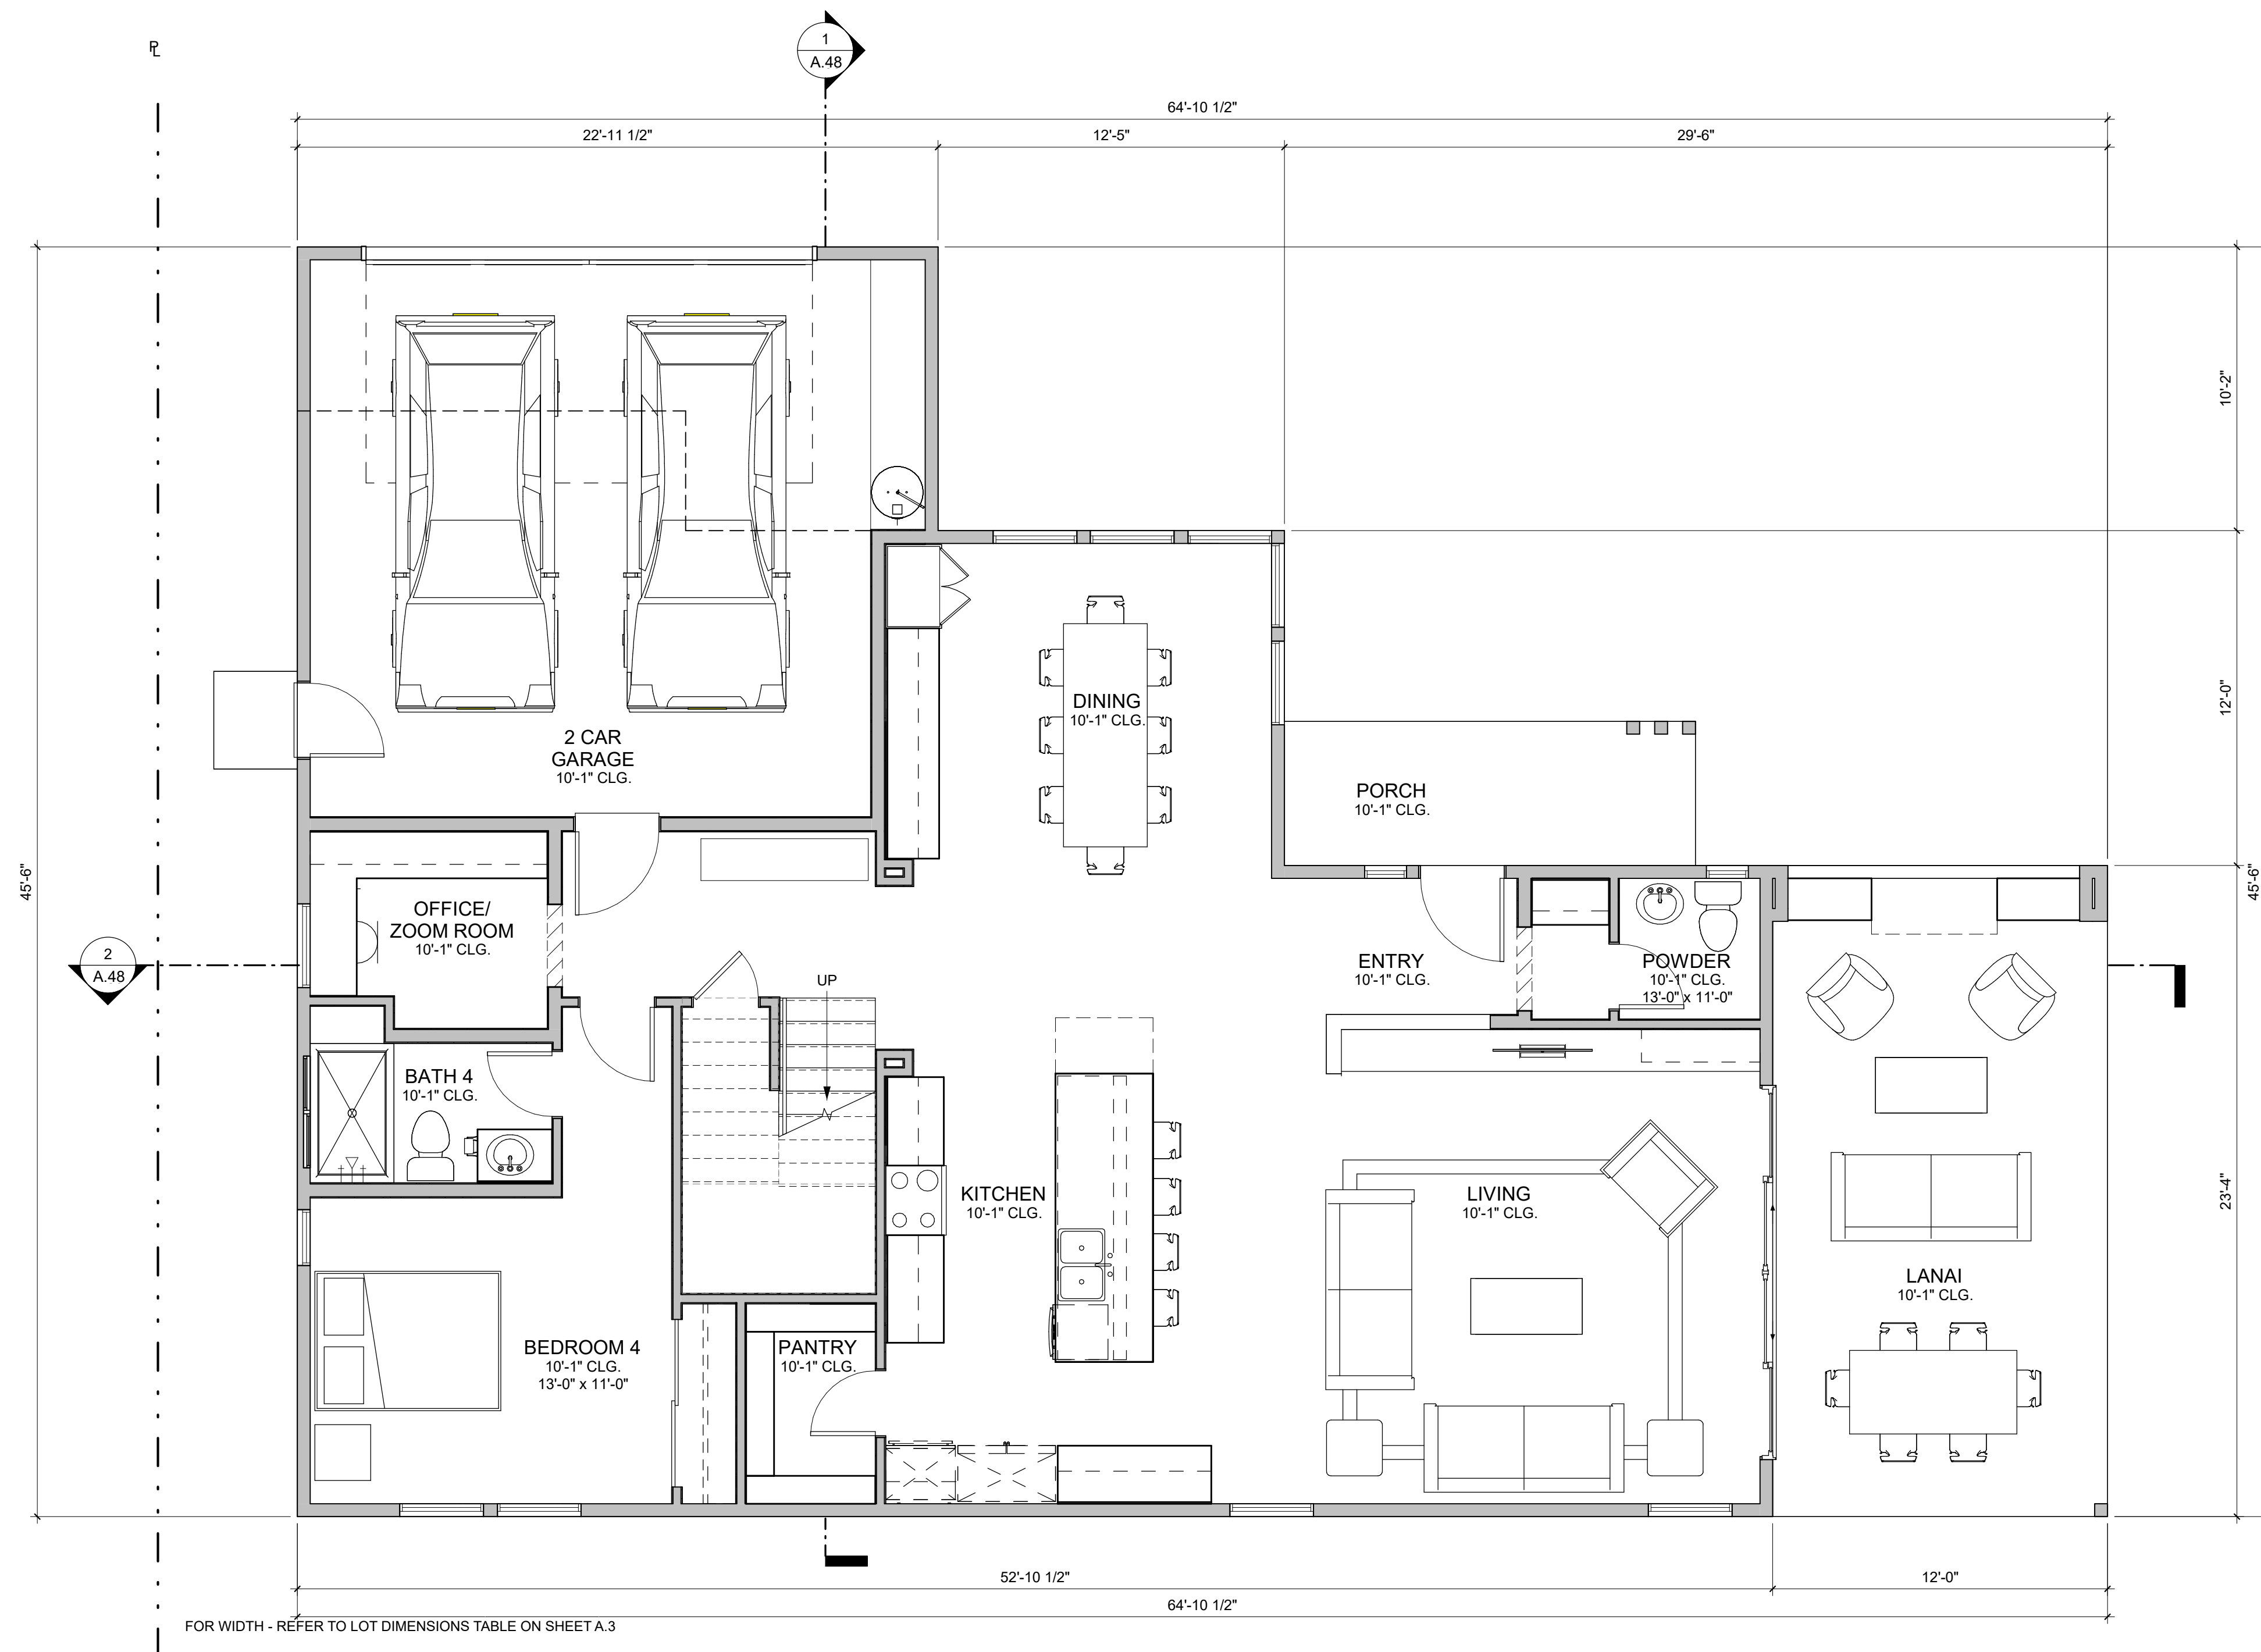 PL
1
A.48
64'-10 1/2"
22'-11 1/2"
12'-5"
29'-6"
10'-2"
12'-0"
DINING
10'-1" CLG.
2 CAR
GARAGE
10'-1" CLG.
PORCH
10'-1" CLG.
45'-6"
45'-6"
OFFICE/
ZOOM ROOM
10'-1" CLG.
2
A.48
UP
ENTRY
10'-1" CLG.
POWDER
10'-1" CLG.
13'-0" x 11'-0"
BATH 4
10'-1" CLG.
KITCHEN
10'-1" CLG.
LIVING
10'-1" CLG.
23'-4"
LANAI
10'-1" CLG.
BEDROOM 4
10'-1" CLG.
13'-0" x 11'-0"
PANTRY
10'-1" CLG.
52'-10 1/2"
12'-0"
64'-10 1/2"
FOR WIDTH - REFER TO LOT DIMENSIONS TABLE ON SHEET A.3